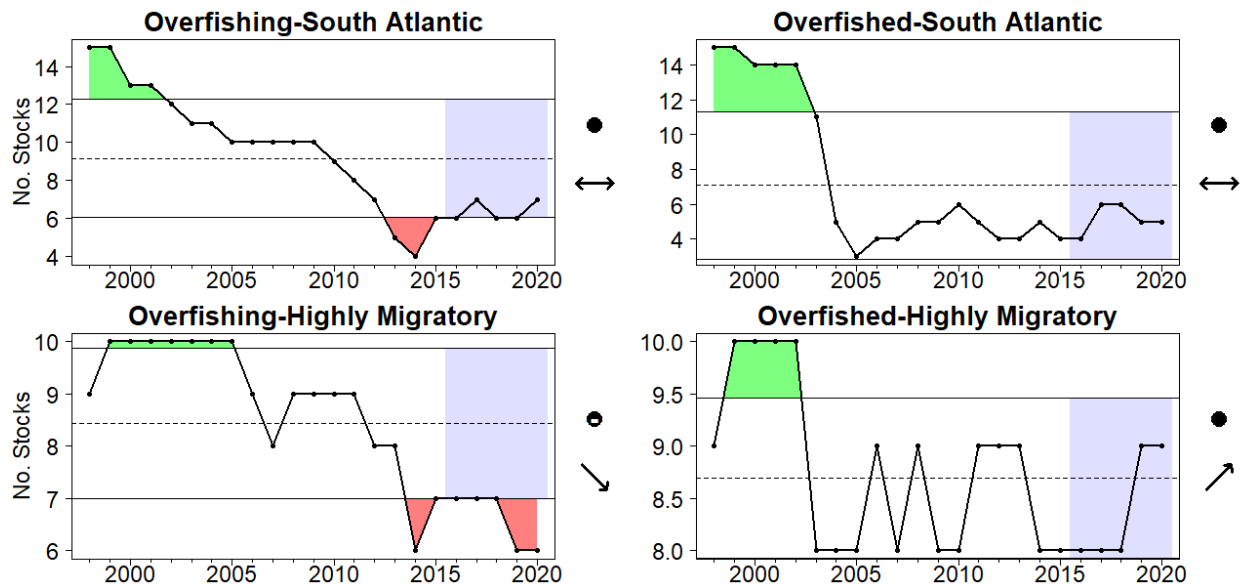 Overfishing-South Atlantic
No. Stocks
14
12
10
8
6
4
2000 2005 2010 2015 2020
Overfished-South Atlantic
14
12
10
8
6
4
2000 2005 2010 2015 2020
Overfishing-Highly Migratory
No. Stocks
10
9
8
7
6
2000 2005 2010 2015 2020
Overfished-Highly Migratory
10.0
9.5
9.0
8.5
8.0
2000 2005 2010 2015 2020